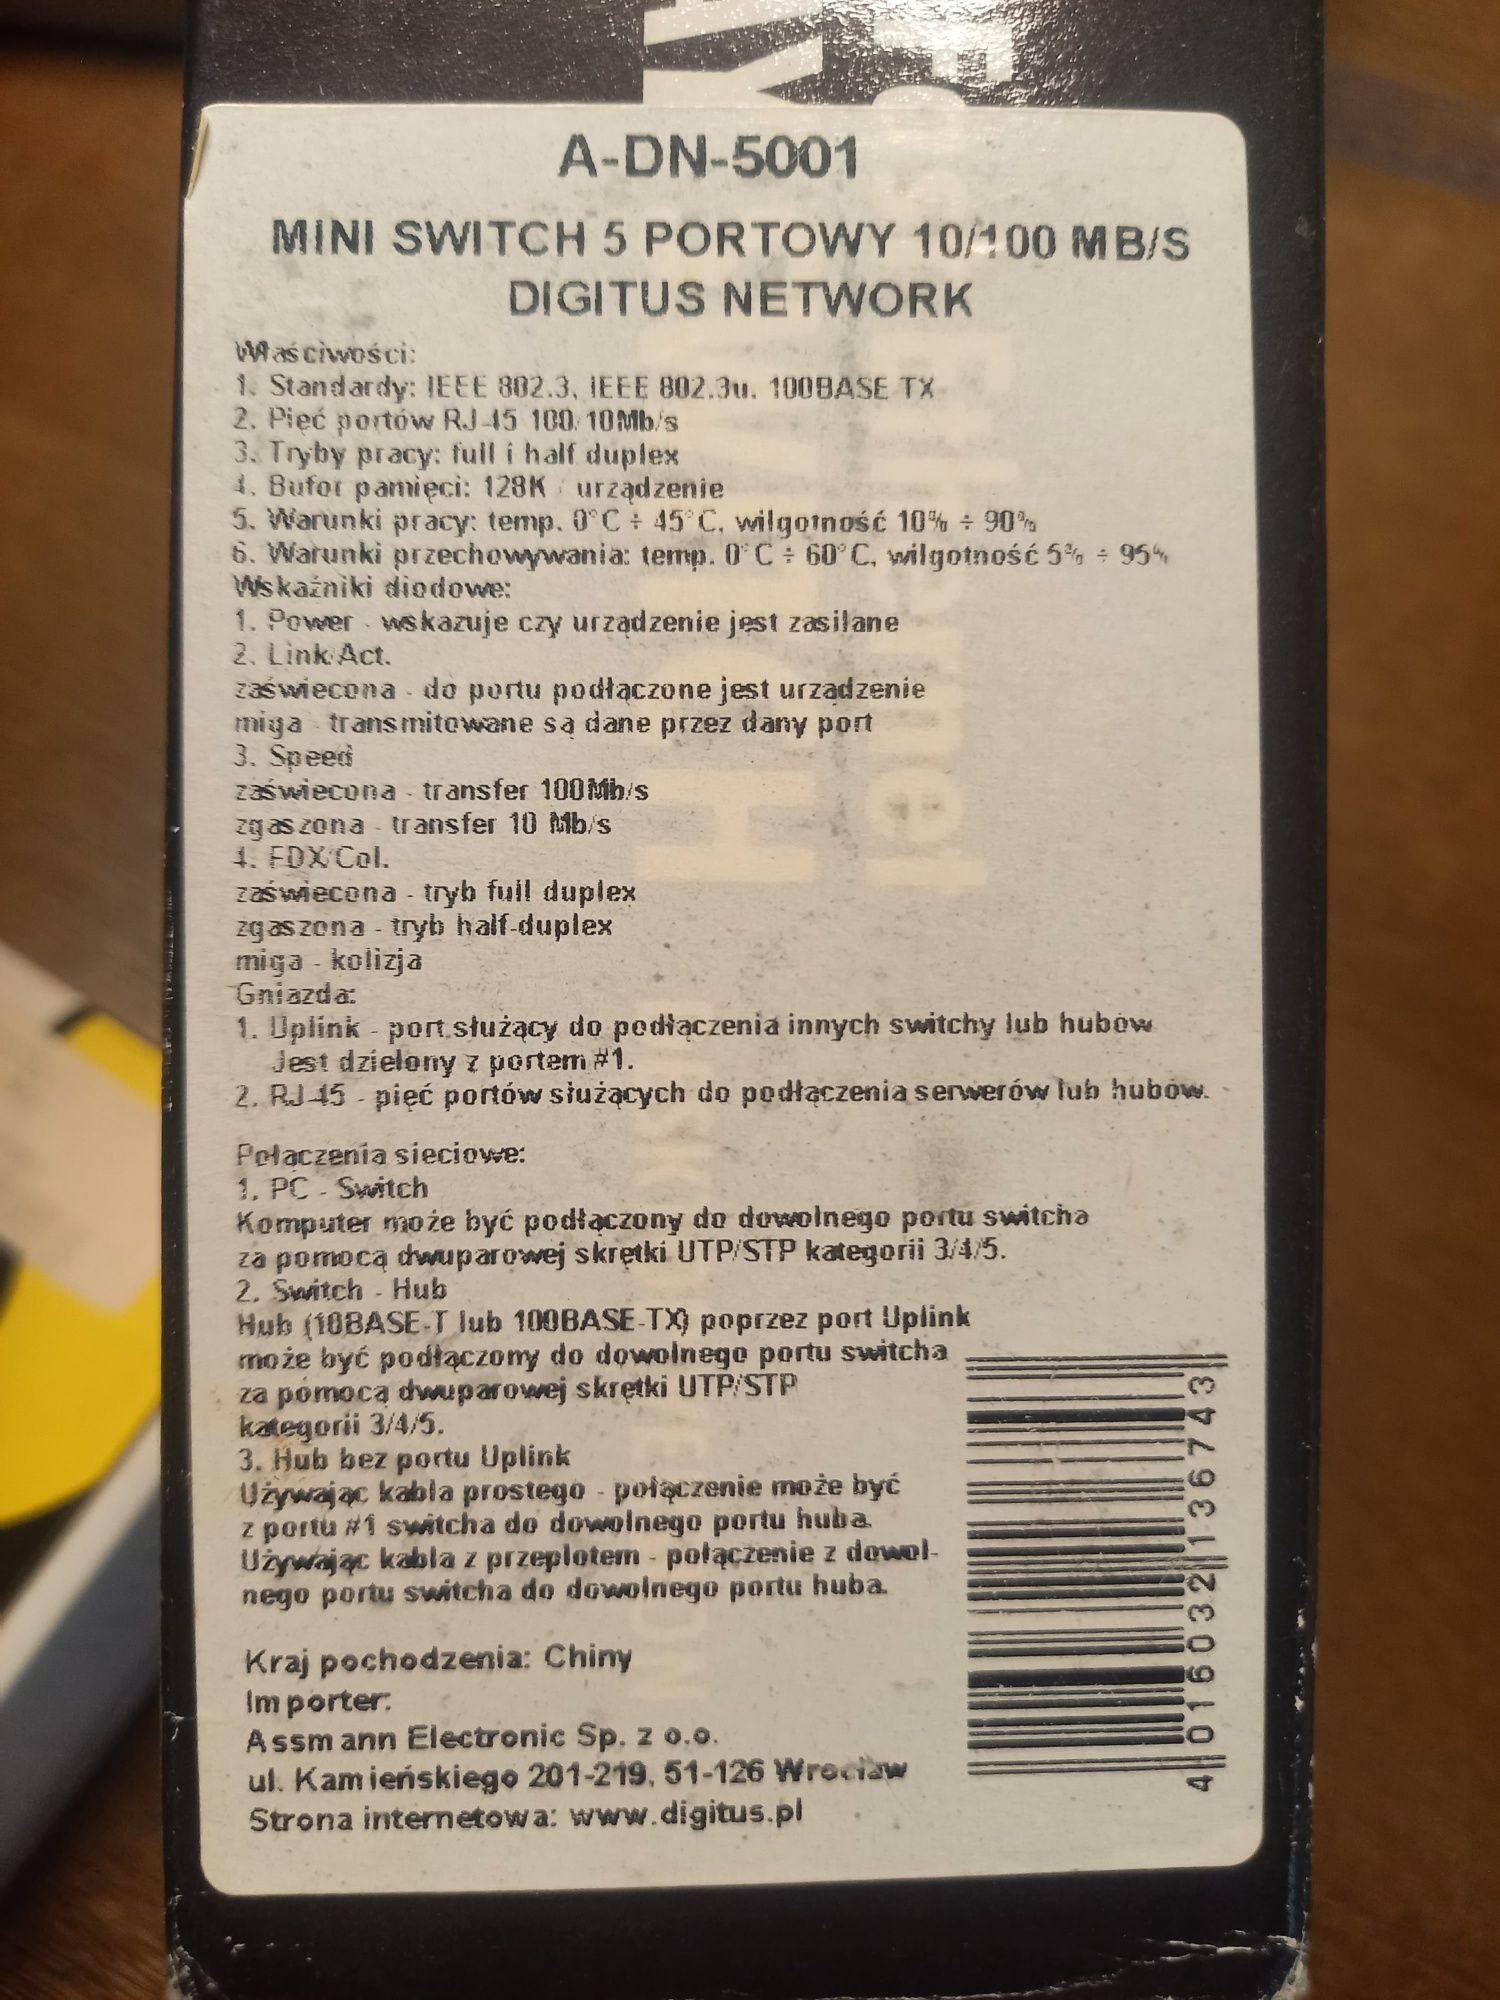 A-DN-5001
MINI SWITCH 5 PORTOWY 10/100 MB/S
DIGITUS NETWORK
Właściwości:
1. Standardy: IEEE 802.3, IEEE 802.3u. 100BASE TX
2. Pięć portów RJ-45 100/10Mb/s
3. Tryby pracy: full i half duplex
4. Bufor pamięci: 128K / urządzenie
5. Warunki pracy: temp. 0°C ÷ 45°C, wilgotność 10% ÷ 90%
6. Warunki przechowywania: temp. 0°C ÷ 60°C, wilgotność 5% ÷ 95%
Wskaźniki diodowe:
1. Power - wskazuje czy urządzenie jest zasilane
2. Link/Act.
zaświecona - do portu podłączone jest urządzenie
miga - transmitowane są dane przez dany port
3. Speed
zaświecona - transfer 100Mb/s
zgaszona - transfer 10 Mb/s
4. FDX/Col.
zaświecona - tryb full duplex
zgaszona - tryb half-duplex
miga - kolizja
Gniazda:
1. Uplink - port służący do podłączenia innych switchy lub hubów
Jest dzielony z portem #1.
2. RJ-45 - pięć portów służących do podłączenia serwerów lub hubów.
Połączenia sieciowe:
1. PC - Switch
Komputer może być podłączony do dowolnego portu switcha
za pomocą dwuparowej skrętki UTP/STP kategorii 3/4/5.
2. Switch - Hub
Hub (10BASE-T lub 100BASE-TX) poprzez port Uplink
może być podłączony do dowolnego portu switcha
za pomocą dwuparowej skrętki UTP/STP
kategorii 3/4/5.
3. Hub bez portu Uplink
Używając kabla prostego - połączenie może być
z portu #1 switcha do dowolnego portu huba.
Używając kabla z przeplotem - połączenie z dowol-
nego portu switcha do dowolnego portu huba.
Kraj pochodzenia: Chiny
Importer:
Assmann Electronic Sp. z o.o.
ul. Kamieńskiego 201-219, 51-126 Wrocław
Strona internetowa: www.digitus.pl
4 016032 136743